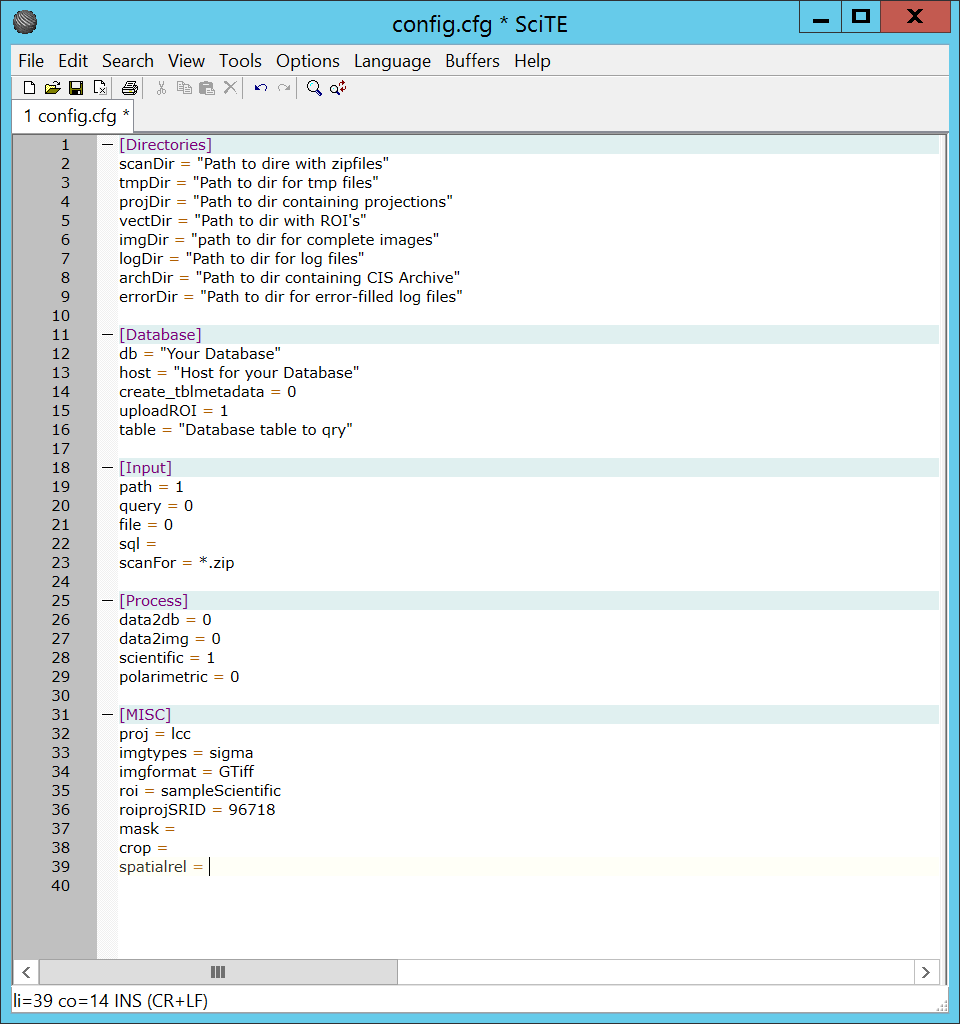 config.cfg * SciTE
File Edit Search View Tools Options Language Buffers Help
1 config.cfg *
1 [Directories]
2 scanDir = "Path to dire with zipfiles"
3 tmpDir = "Path to dir for tmp files"
4 projDir = "Path to dir containing projections"
5 vectDir = "Path to dir with ROI's"
6 imgDir = "path to dir for complete images"
7 logDir = "Path to dir for log files"
8 archDir = "Path to dir containing CIS Archive"
9 errorDir = "Path to dir for error-filled log files"
10
11 [Database]
12 db = "Your Database"
13 host = "Host for your Database"
14 create_tblmetadata = 0
15 uploadROI = 1
16 table = "Database table to qry"
17
18 [Input]
19 path = 1
20 query = 0
21 file = 0
22 sql =
23 scanFor = *.zip
24
25 [Process]
26 data2db = 0
27 data2img = 0
28 scientific = 1
29 polarimetric = 0
30
31 [MISC]
32 proj = lcc
33 imgtypes = sigma
34 imgformat = GTiff
35 roi = sampleScientific
36 roiprojSRID = 96718
37 mask =
38 crop =
39 spatialrel =
40
li=39 co=14 INS (CR+LF)